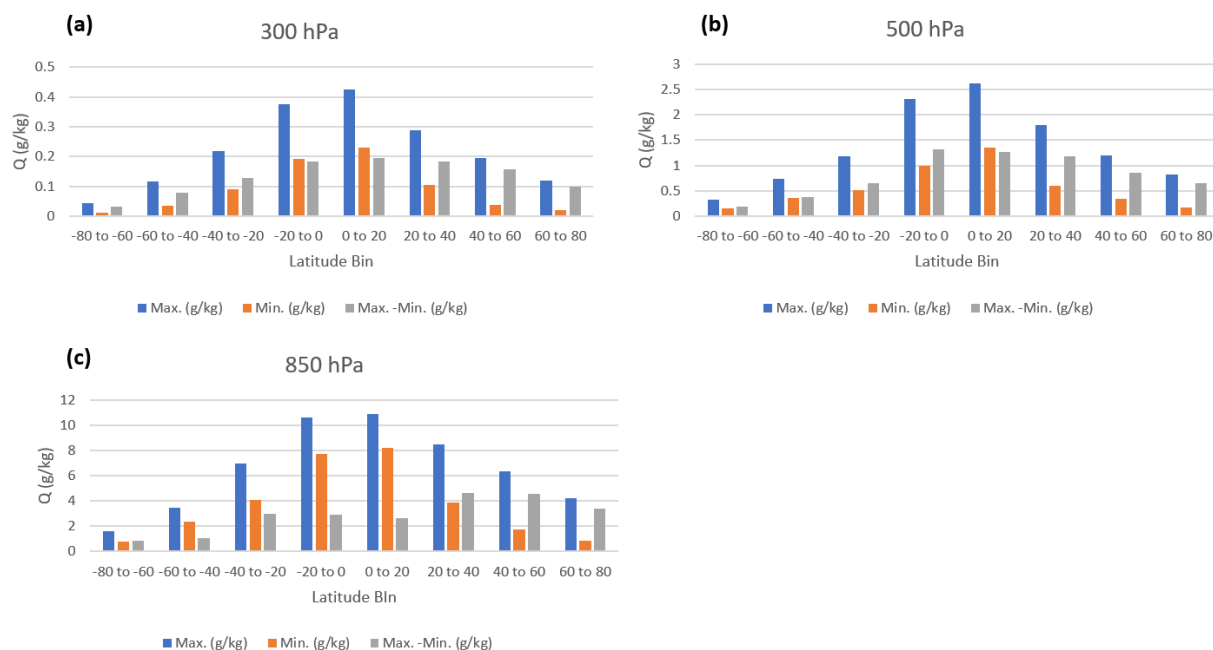 (a)
300 hPa
Q (g/kg)
0.5
0.4
0.3
0.2
0.1
0
-80 to -60 -60 to -40 -40 to -20 -20 to 0 0 to 20 20 to 40 40 to 60 60 to 80
Latitude Bin
Max. (g/kg) Min. (g/kg) Max. -Min. (g/kg)
(b)
500 hPa
Q (g/kg)
3
2.5
2
1.5
1
0.5
0
-80 to -60 -60 to -40 -40 to -20 -20 to 0 0 to 20 20 to 40 40 to 60 60 to 80
Latitude Bin
Max. (g/kg) Min. (g/kg) Max. -Min. (g/kg)
(c)
850 hPa
Q (g/kg)
12
10
8
6
4
2
0
-80 to -60 -60 to -40 -40 to -20 -20 to 0 0 to 20 20 to 40 40 to 60 60 to 80
Latitude BIn
Max. (g/kg) Min. (g/kg) Max. -Min. (g/kg)